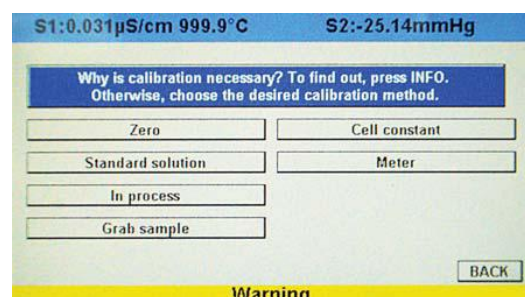 S1:0.031µS/cm 999.9°C S2:-25.14mmHg
Why is calibration necessary? To find out, press INFO.
Otherwise, choose the desired calibration method.
Zero Cell constant
Standard solution Meter
In process
Grab sample
BACK
Warning